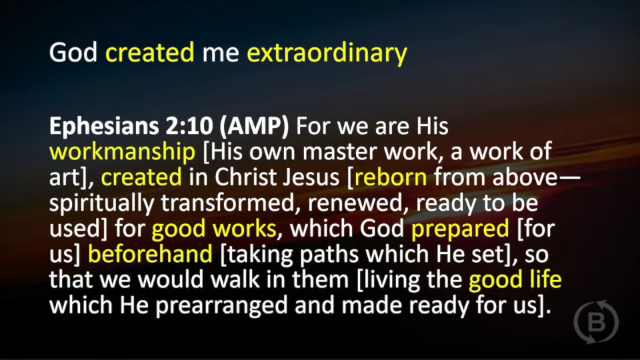 God created me extraordinary
Ephesians 2:10 (AMP) For we are His
workmanship [His own master work, a work of
art], created in Christ Jesus [reborn from above—
spiritually transformed, renewed, ready to be
used] for good works, which God prepared [for
us] beforehand [taking paths which He set], so
that we would walk in them [living the good life
which He prearranged and made ready for us].
B